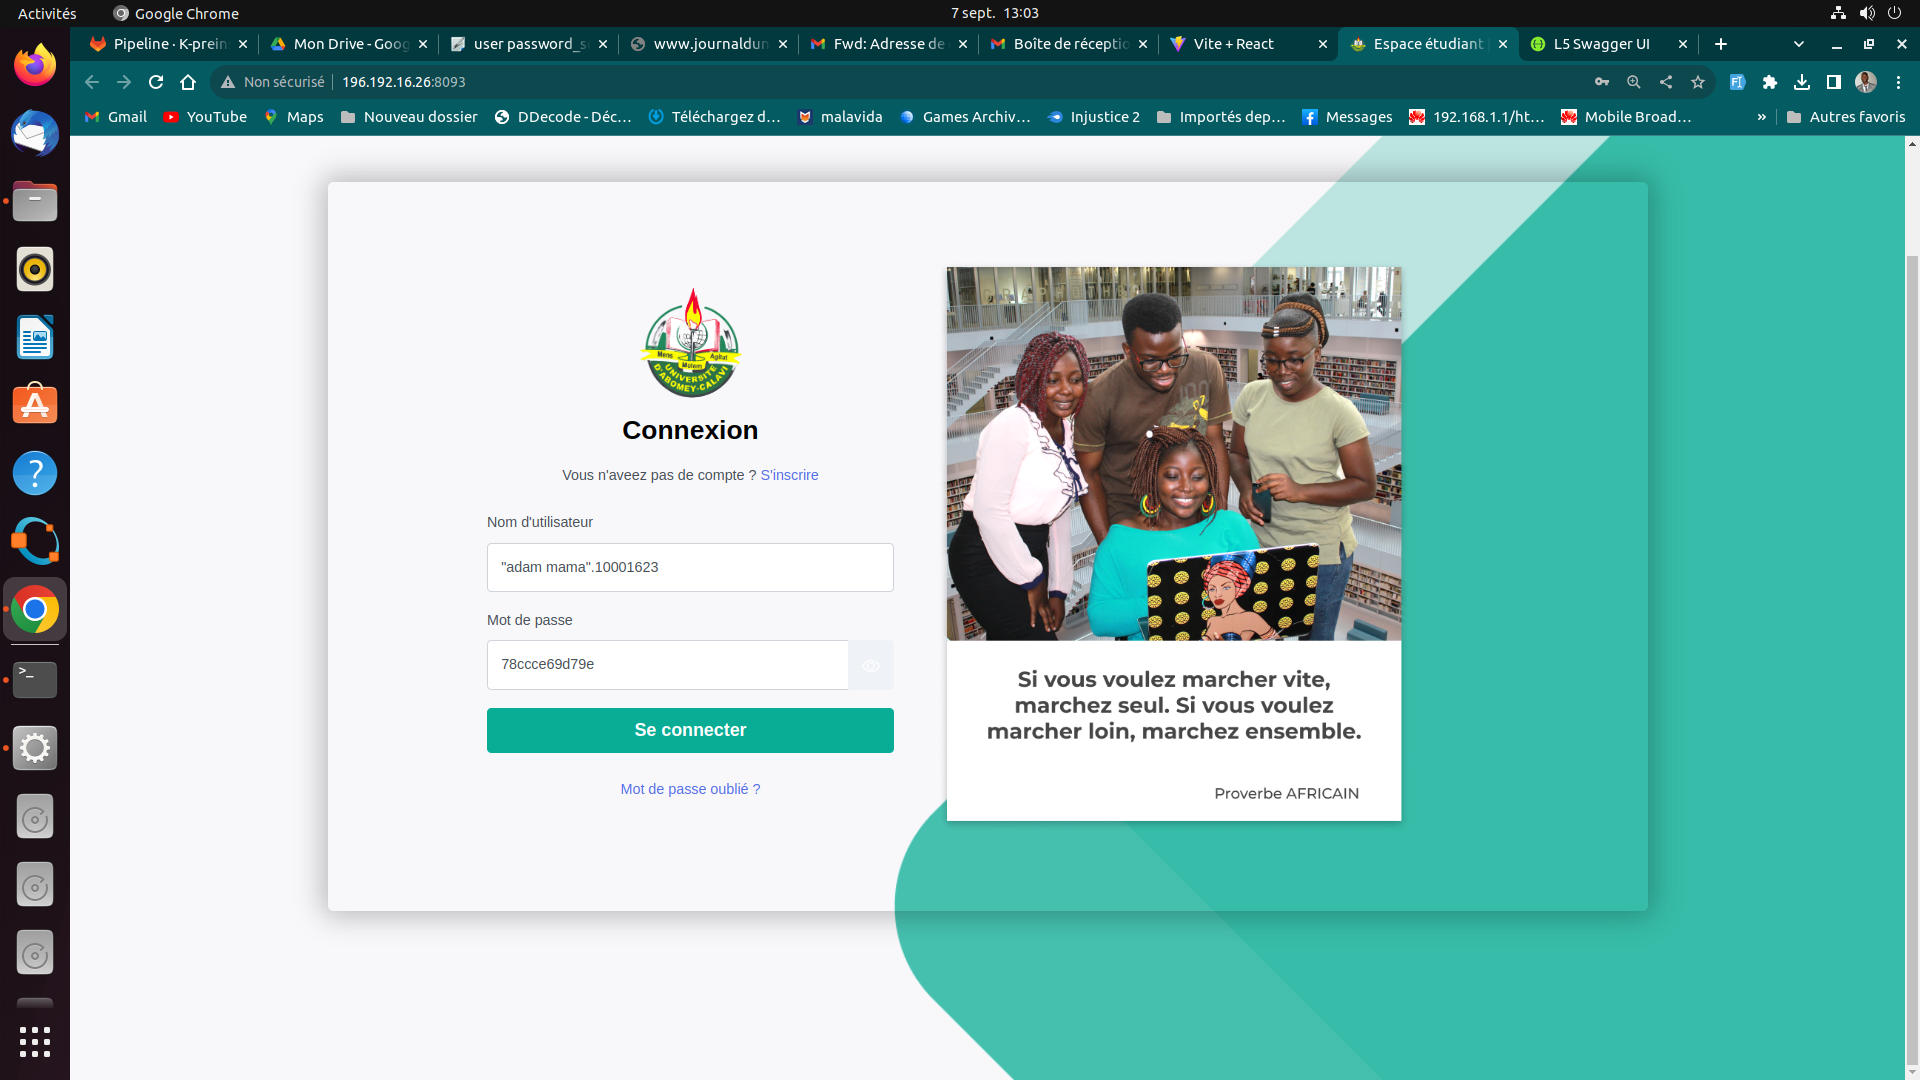 Activités
Google Chrome
7 sept. 13:03
Pipeline · K-prein
Mon Drive - Goog
user password_s
www.journaldun
Fwd: Adresse de
Boîte de réceptio
Vite + React
Espace étudiant |
L5 Swagger UI
Non sécurisé
196.192.16.26:8093
Gmail
YouTube
Maps
Nouveau dossier
DDecode - Déc...
Téléchargez d...
malavida
Games Archiv...
Injustice 2
Importés dep...
Messages
192.168.1.1/ht...
Mobile Broad...
»
Autres favoris
Mens Agitat
Molem
UNIVERSITE
D'ABOMEY-CALAVI
Connexion
Vous n'aveez pas de compte ? S'inscrire
Nom d'utilisateur
"adam mama".10001623
Mot de passe
78ccce69d79e
Se connecter
Mot de passe oublié ?
Si vous voulez marcher vite,
marchez seul. Si vous voulez
marcher loin, marchez ensemble.
Proverbe AFRICAIN